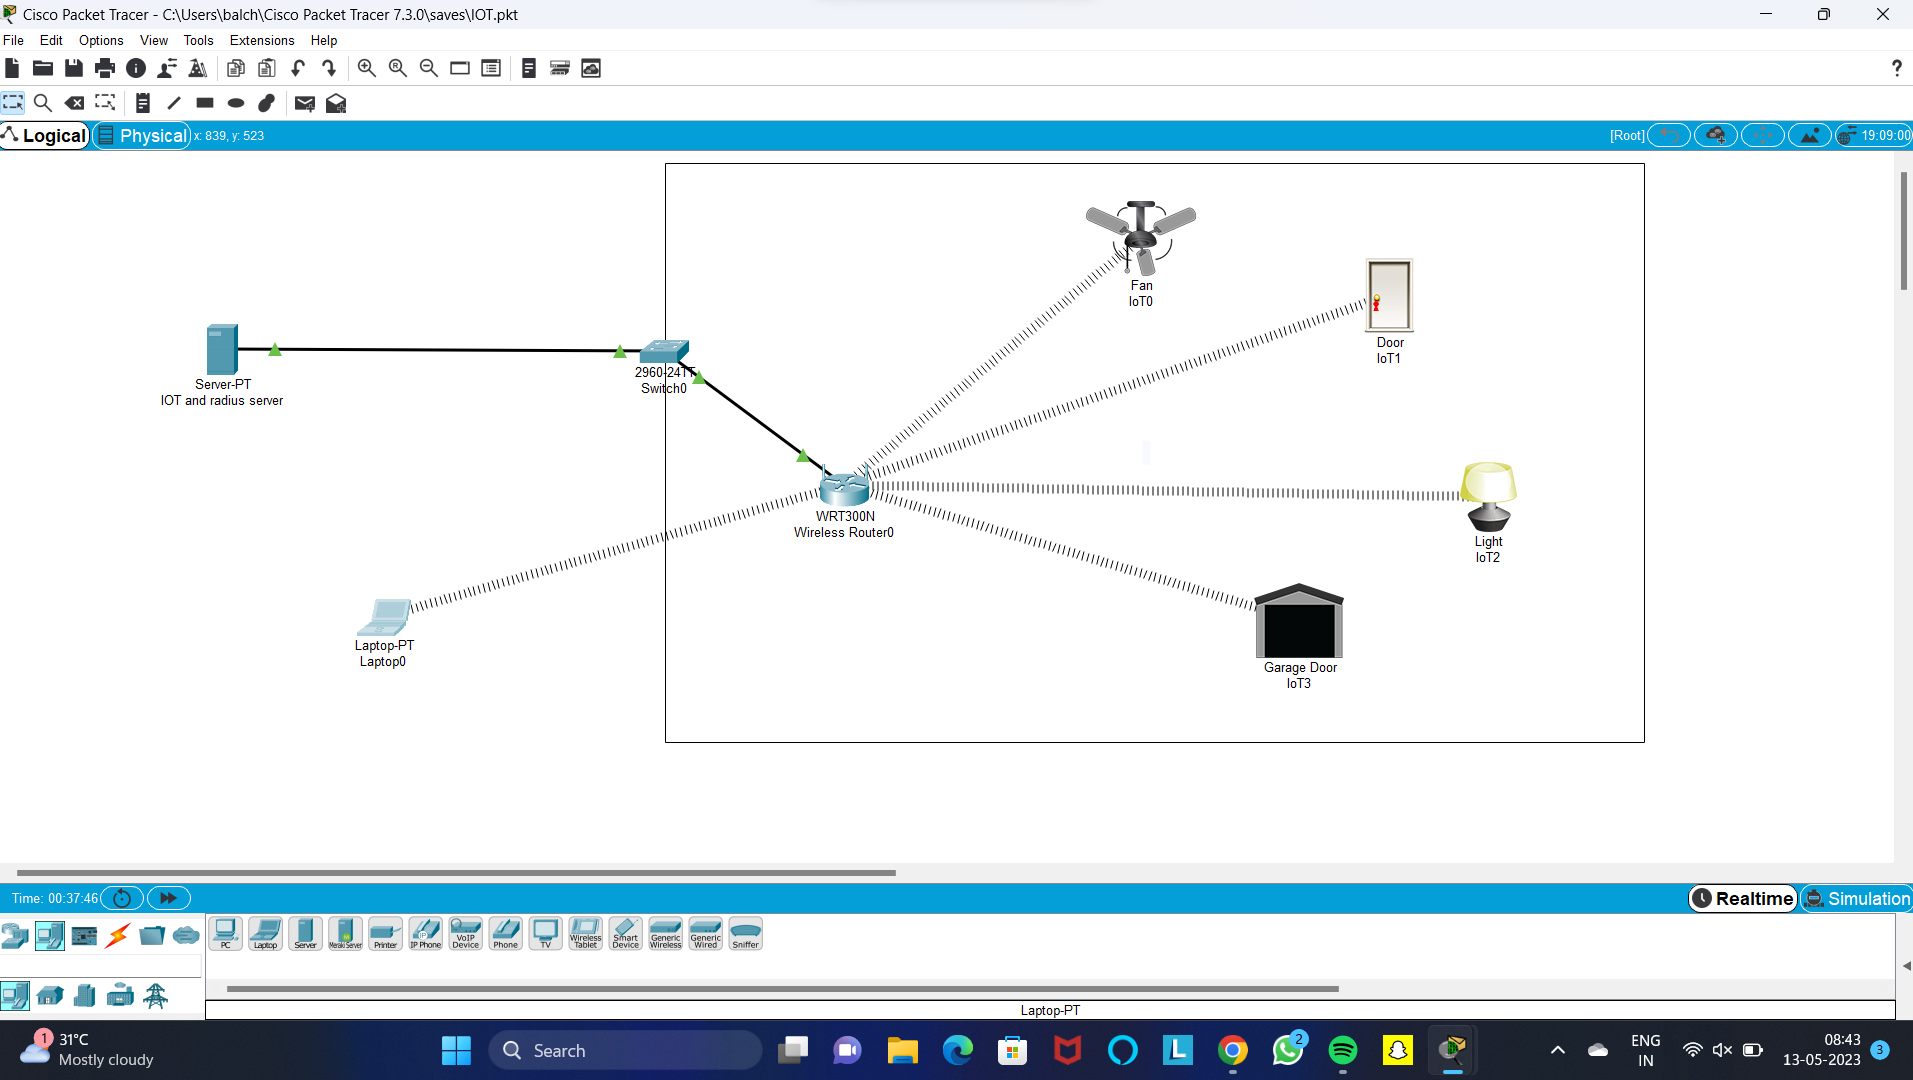 Cisco Packet Tracer - C:\Users\balch\Cisco Packet Tracer 7.3.0\saves\IOT.pkt
File Edit Options View Tools Extensions Help
?
Logical Physical x: 839, y: 523 [Root] 19:09:00
Fan
IoT0
Door
IoT1
Server-PT
IOT and radius server
2960-24TT
Switch0
WRT300N
Wireless Router0
Light
IoT2
Laptop-PT
Laptop0
Garage Door
IoT3
Time: 00:37:46 Realtime Simulation
PC Laptop Server Meraki Server Printer IP Phone VoIP Device Phone TV Wireless Tablet Smart Device Generic Wireless Generic Wired Sniffer
Laptop-PT
1 31°C
Mostly cloudy
Search
L
2
ENG
IN
08:43
13-05-2023
3